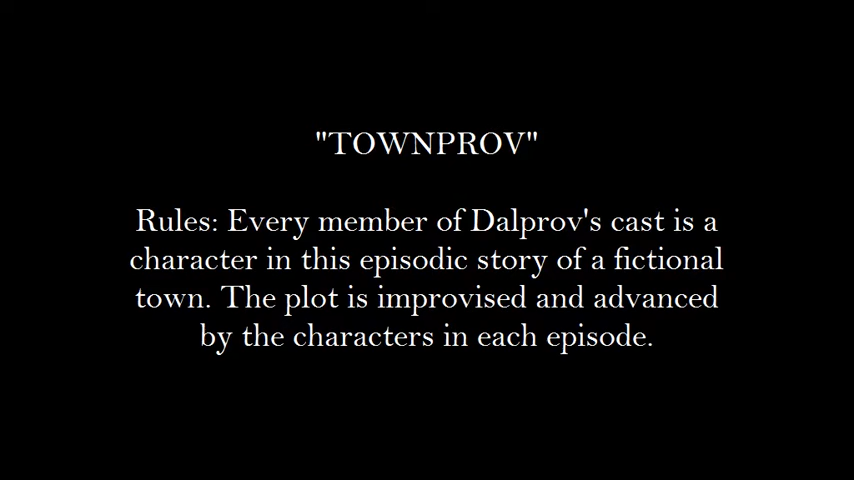 "TOWNPROV"
Rules: Every member of Dalprov's cast is a
character in this episodic story of a fictional
town. The plot is improvised and advanced
by the characters in each episode.